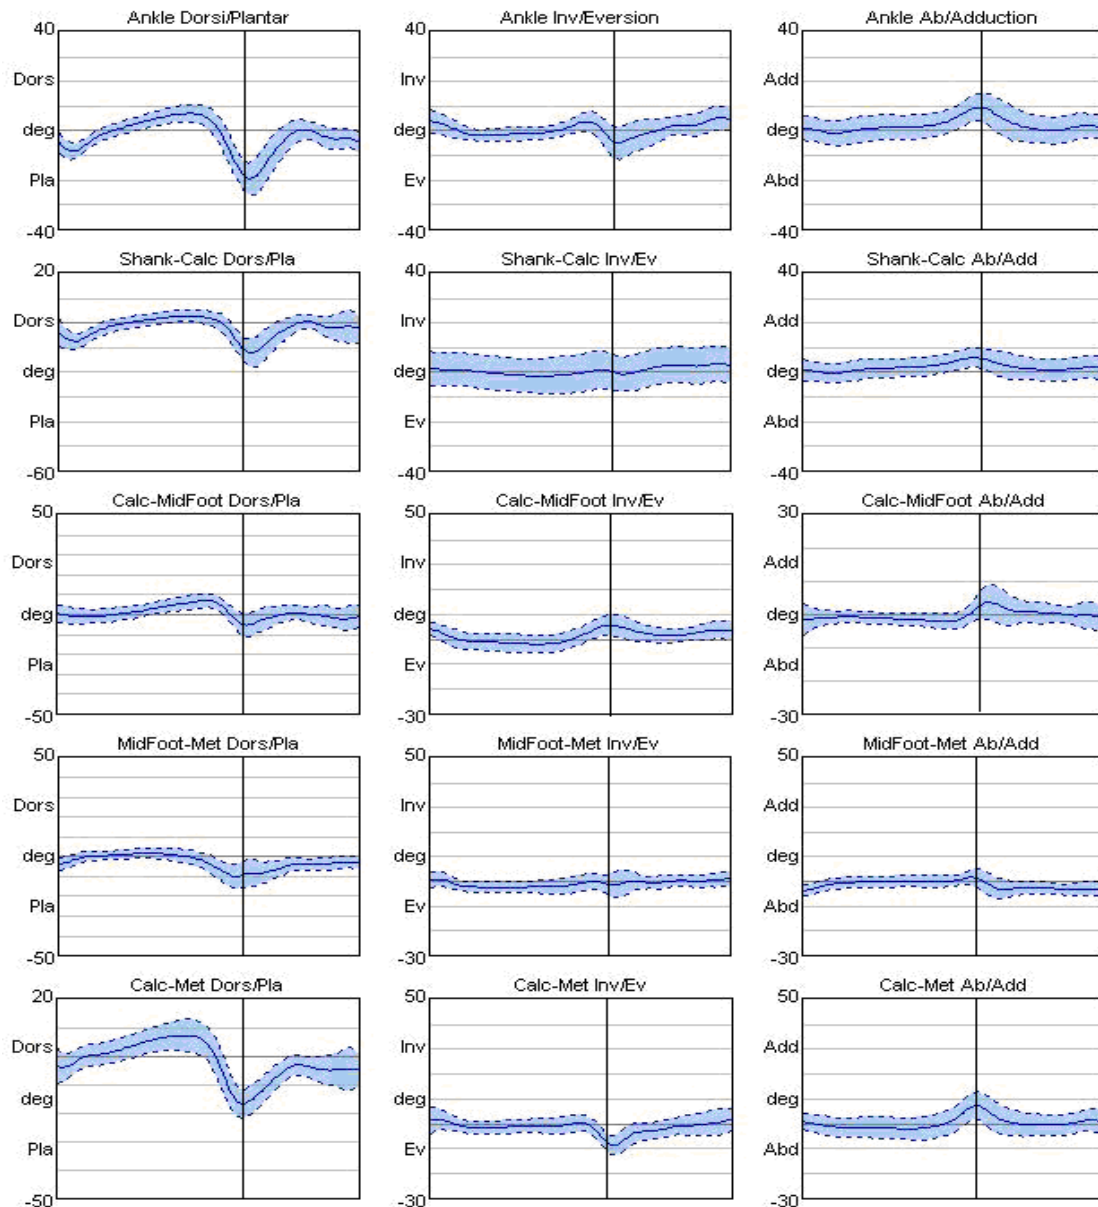 Ankle Dorsi/Plantar
40
Dors
deg
Pla
-40
Ankle Inv/Eversion
40
Inv
deg
Ev
-40
Ankle Ab/Adduction
40
Add
deg
Abd
-40
Shank-Calc Dors/Pla
20
Dors
deg
Pla
-60
Shank-Calc Inv/Ev
40
Inv
deg
Ev
-40
Shank-Calc Ab/Add
40
Add
deg
Abd
-40
Calc-MidFoot Dors/Pla
50
Dors
deg
Pla
-50
Calc-MidFoot Inv/Ev
50
Inv
deg
Ev
-30
Calc-MidFoot Ab/Add
30
Add
deg
Abd
-30
MidFoot-Met Dors/Pla
50
Dors
deg
Pla
-50
MidFoot-Met Inv/Ev
50
Inv
deg
Ev
-30
MidFoot-Met Ab/Add
50
Add
deg
Abd
-30
Calc-Met Dors/Pla
20
Dors
deg
Pla
-50
Calc-Met Inv/Ev
50
Inv
deg
Ev
-30
Calc-Met Ab/Add
50
Add
deg
Abd
-30